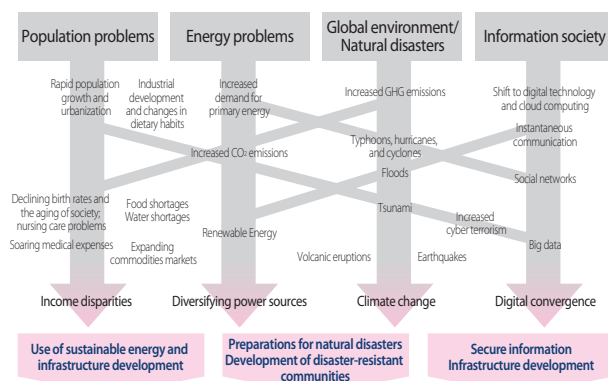 Population problems
Energy problems
Global environment/
Natural disasters
Information society
Rapid population
growth and
urbanization
Industrial
development
and changes in
dietary habits
Increased
demand for
primary energy
Increased GHG emissions
Shift to digital technology
and cloud computing
Instantaneous
communication
Increased CO2 emissions
Typhoons, hurricanes,
and cyclones
Floods
Social networks
Declining birth rates and
the aging of society;
nursing care problems
Food shortages
Water shortages
Tsunami
Increased
cyber terrorism
Renewable Energy
Soaring medical expenses
Expanding
commodities markets
Volcanic eruptions
Earthquakes
Big data
Income disparities
Diversifying power sources
Climate change
Digital convergence
Use of sustainable energy and
infrastructure development
Preparations for natural disasters
Development of disaster-resistant
communities
Secure information
Infrastructure development